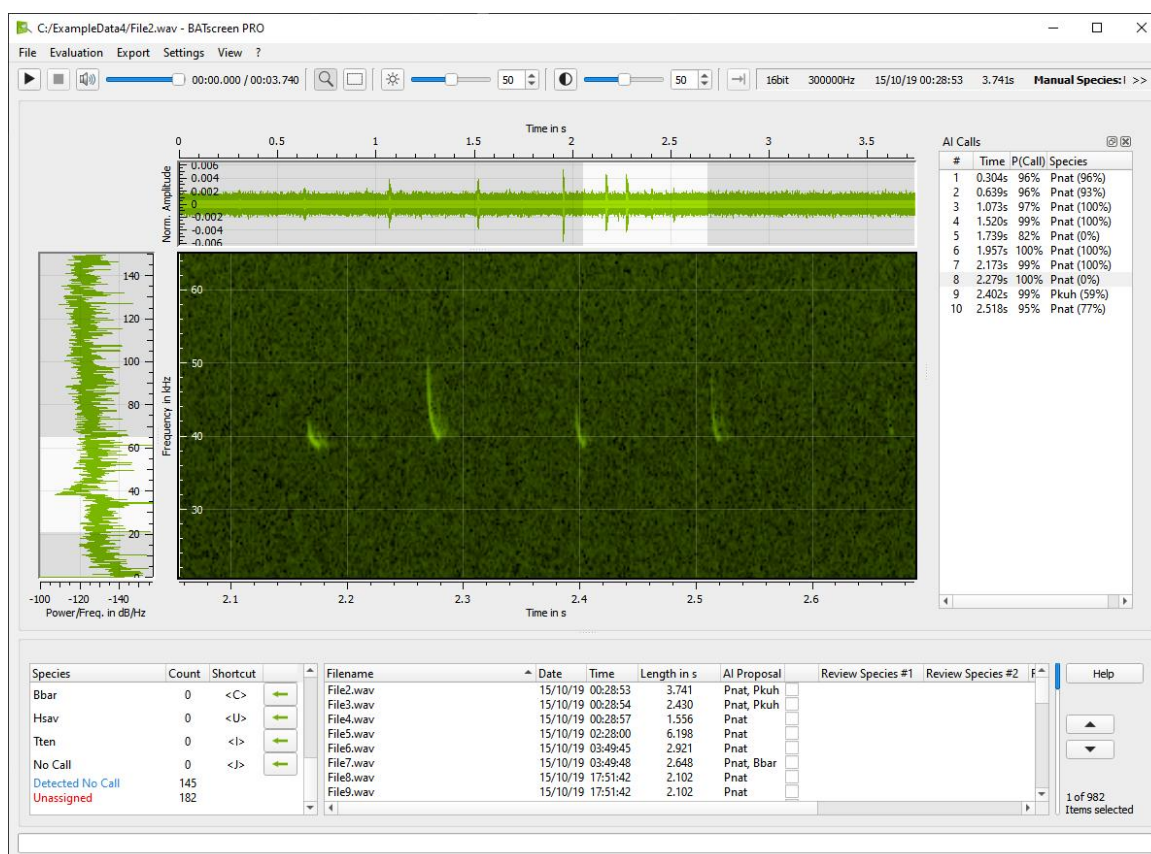 C:/ExampleData4/File2.wav - BATscreen PRO
File Evaluation Export Settings View ?
00:00.000 / 00:03.740 50 50 16bit 300000Hz 15/10/19 00:28:53 3.741s Manual Species: >>
Time in s
0 0.5 1 1.5 2 2.5 3 3.5
Norm. Amplitude
0.006
0.004
0.002
0
-0.002
-0.004
-0.006
AI Calls
# Time P(Call) Species
1 0.304s 96% Pnat (96%)
2 0.639s 96% Pnat (93%)
3 1.073s 97% Pnat (100%)
4 1.520s 99% Pnat (100%)
5 1.739s 82% Pnat (0%)
6 1.957s 100% Pnat (100%)
7 2.173s 99% Pnat (100%)
8 2.279s 100% Pnat (0%)
9 2.402s 99% Pkuh (59%)
10 2.518s 95% Pnat (77%)
140
120
100
80
60
40
20
0
-100 -120 -140
Power/Freq. in dB/Hz
Frequency in kHz
60
50
40
30
2.1 2.2 2.3 2.4 2.5 2.6
Time in s
Species Count Shortcut
Bbar 0 <C>
Hsav 0 <U>
Tten 0 <I>
No Call 0 <J>
Detected No Call 145
Unassigned 182
Filename Date Time Length in s AI Proposal Review Species #1 Review Species #2
File2.wav 15/10/19 00:28:53 3.741 Pnat, Pkuh
File3.wav 15/10/19 00:28:54 2.430 Pnat, Pkuh
File4.wav 15/10/19 00:28:57 1.556 Pnat
File5.wav 15/10/19 02:28:00 6.198 Pnat
File6.wav 15/10/19 03:49:45 2.921 Pnat
File7.wav 15/10/19 03:49:48 2.648 Pnat, Bbar
File8.wav 15/10/19 17:51:42 2.102 Pnat
File9.wav 15/10/19 17:51:42 2.102 Pnat
Help
1 of 982
Items selected